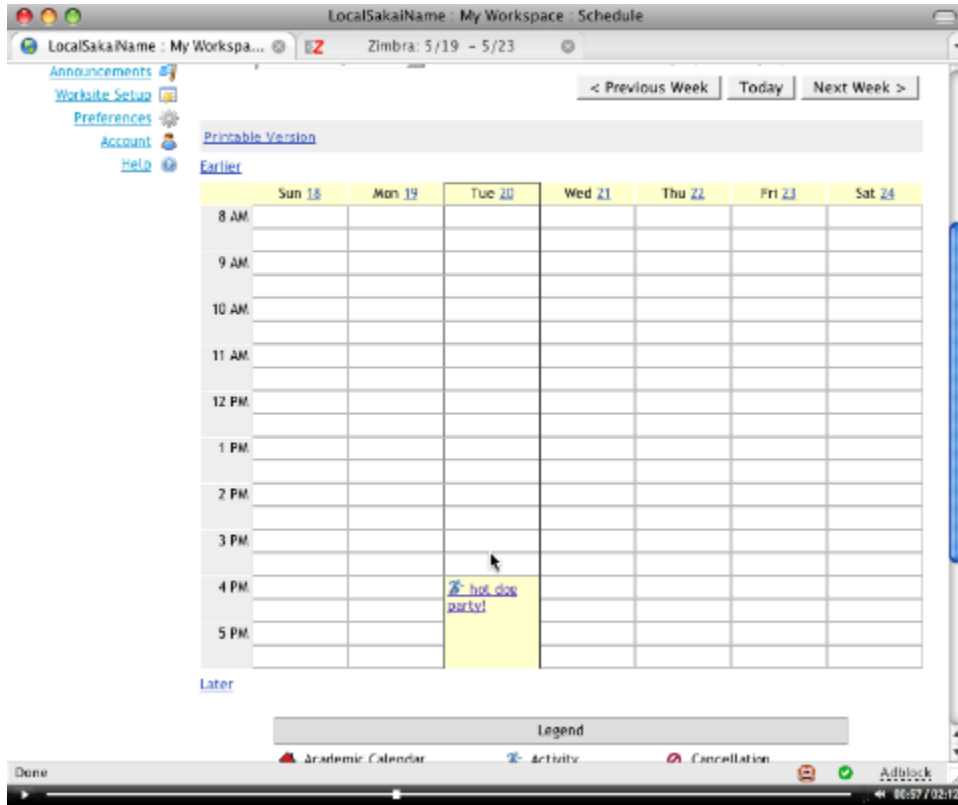 LocalSakaiName : My Workspace : Schedule
LocalSakaiName : My Workspa... Zimbra: 5/19 - 5/23
Announcements
Worksite Setup
Preferences
Account
Help
< Previous Week Today Next Week >
Printable Version
Earlier
Sun 18 Mon 19 Tue 20 Wed 21 Thu 22 Fri 23 Sat 24
8 AM
9 AM
10 AM
11 AM
12 PM
1 PM
2 PM
3 PM
4 PM hot dog
party!
5 PM
Later
Legend
Academic Calendar Activity Cancellation
Done Adblock
00:57/02:12